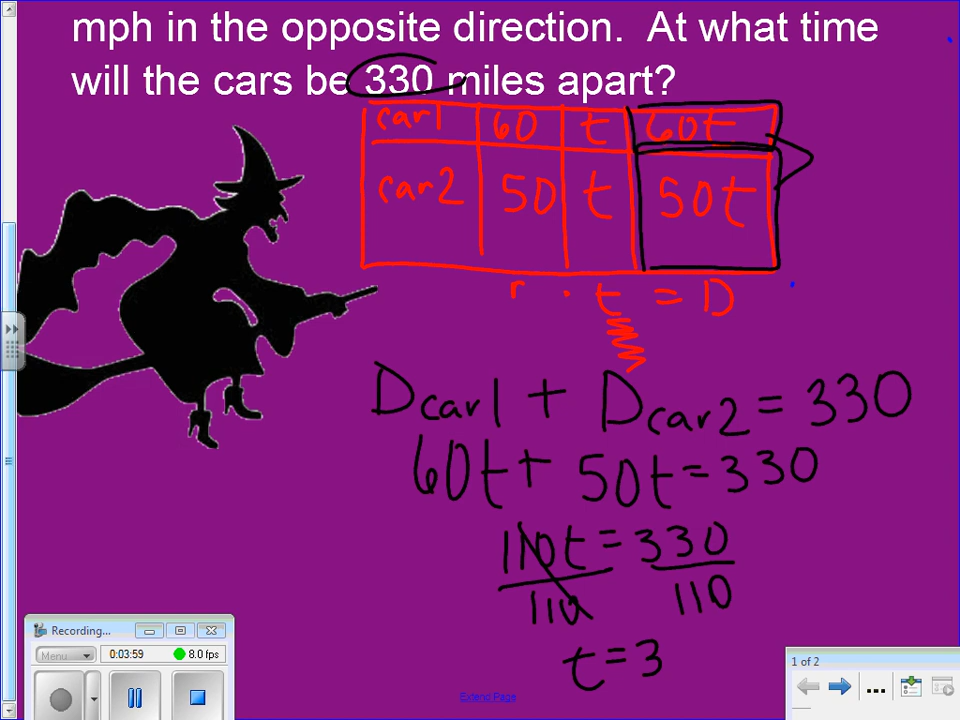 mph in the opposite direction. At what time
will the cars be 330 miles apart?
car1 60 t 60t
car2 50 t 50t
r · t = D
Dcar1 + Dcar2 = 330
60t + 50t = 330
110t = 330
110 110
t = 3
Recording...
Menu 0:03:59 8.0 fps
1 of 2
...
Extend Page